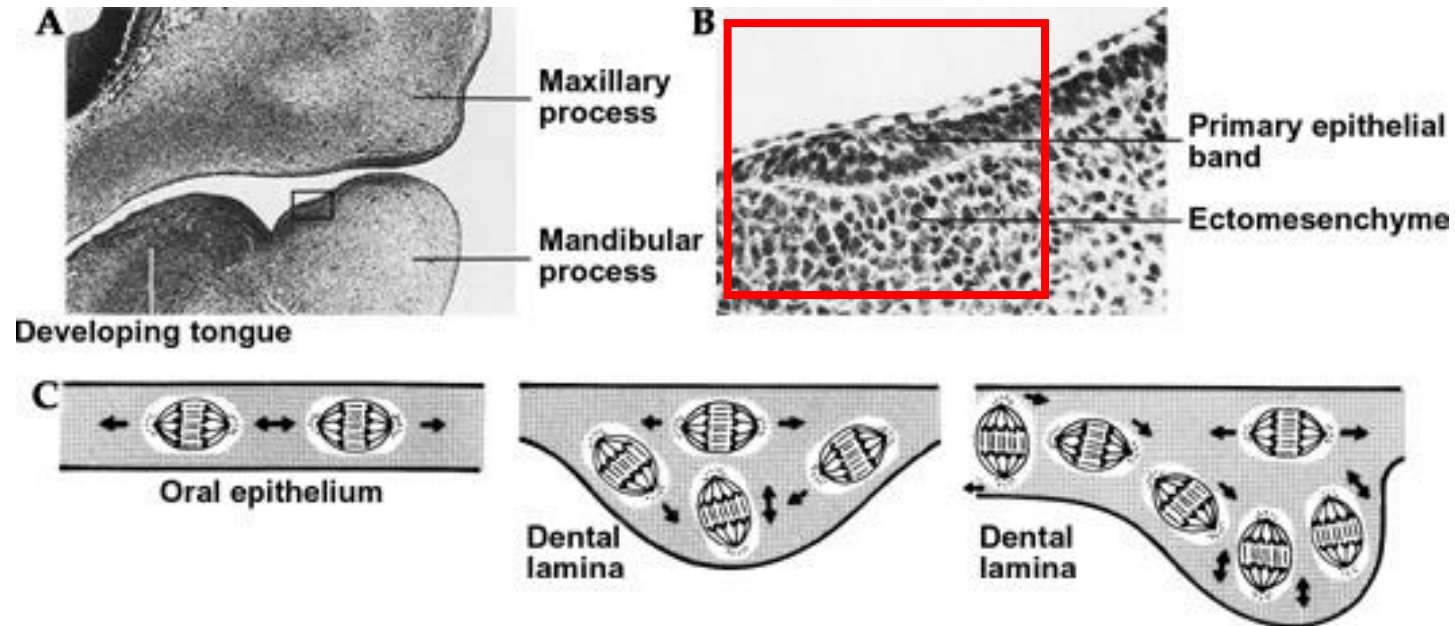 A
Maxillary
process
Mandibular
process
Developing tongue
B
Primary epithelial
band
Ectomesenchyme
C
Oral epithelium
Dental
lamina
Dental
lamina